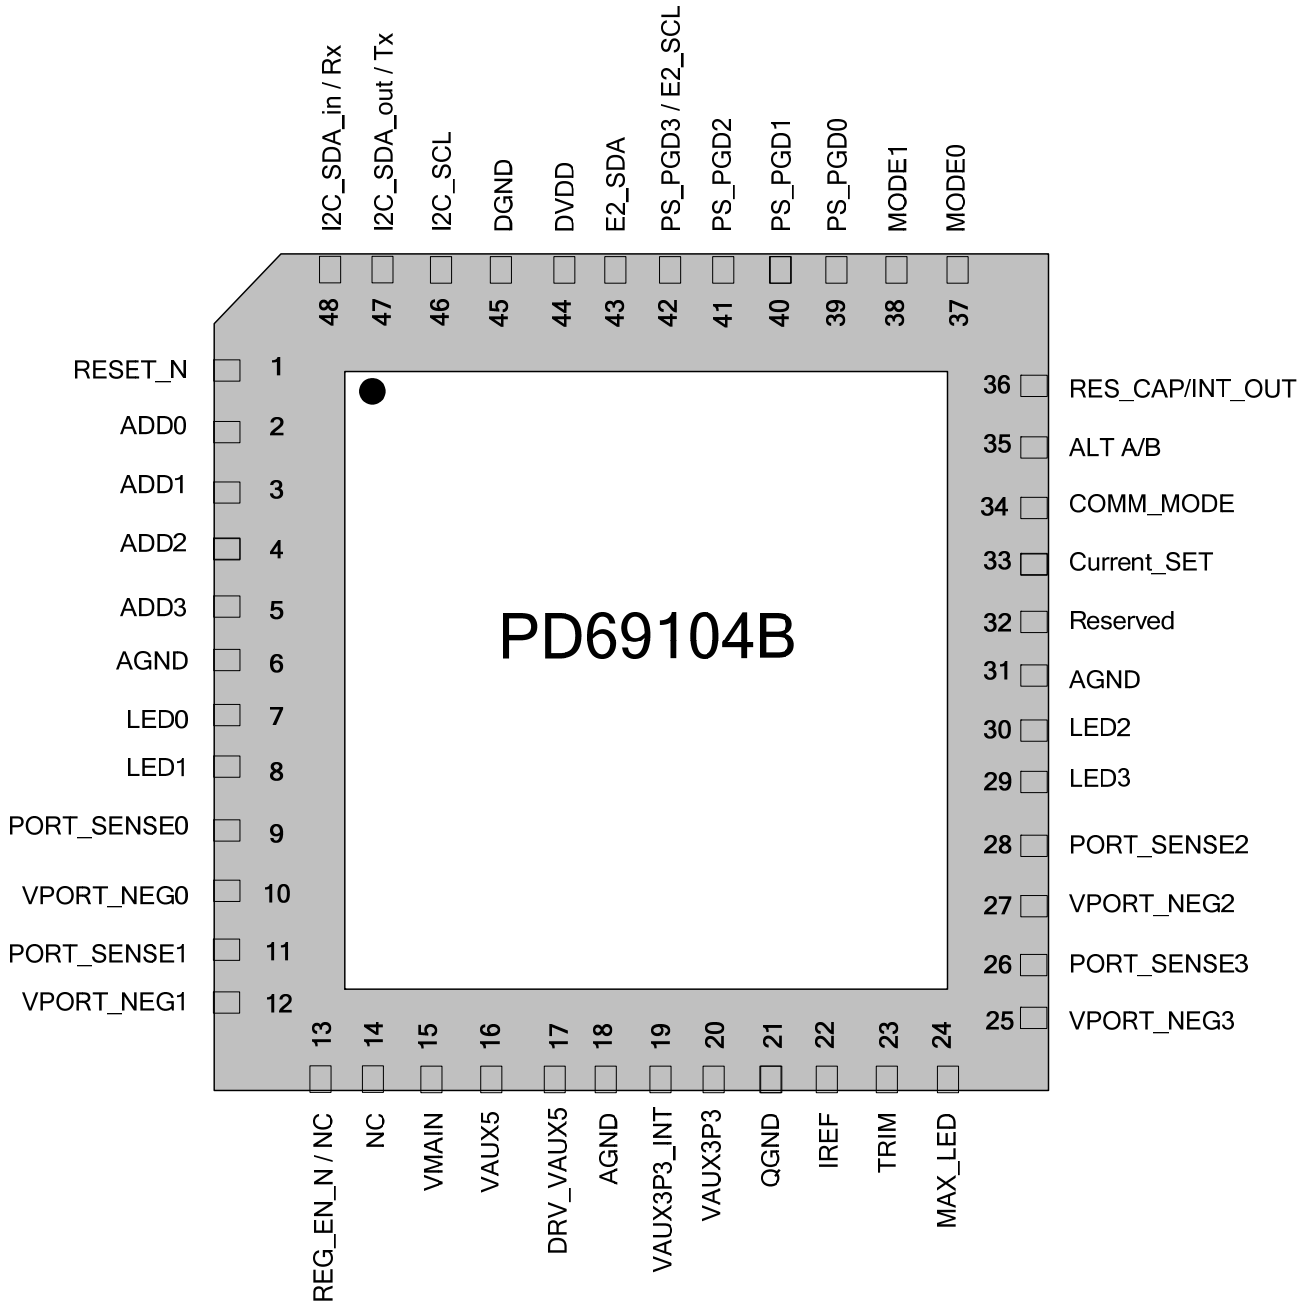 I2C_SDA_in / Rx
I2C_SDA_out / Tx
I2C_SCL
DGND
DVDD
E2_SDA
PS_PGD3 / E2_SCL
PS_PGD2
PS_PGD1
PS_PGD0
MODE1
MODE0
48
47
46
45
44
43
42
41
40
39
38
37
RESET_N 1
ADD0 2
ADD1 3
ADD2 4
ADD3 5
AGND 6
LED0 7
LED1 8
PORT_SENSE0 9
VPORT_NEG0 10
PORT_SENSE1 11
VPORT_NEG1 12
PD69104B
36 RES_CAP/INT_OUT
35 ALT A/B
34 COMM_MODE
33 Current_SET
32 Reserved
31 AGND
30 LED2
29 LED3
28 PORT_SENSE2
27 VPORT_NEG2
26 PORT_SENSE3
25 VPORT_NEG3
13
14
15
16
17
18
19
20
21
22
23
24
REG_EN_N / NC
NC
VMAIN
VAUX5
DRV_VAUX5
AGND
VAUX3P3_INT
VAUX3P3
QGND
IREF
TRIM
MAX_LED